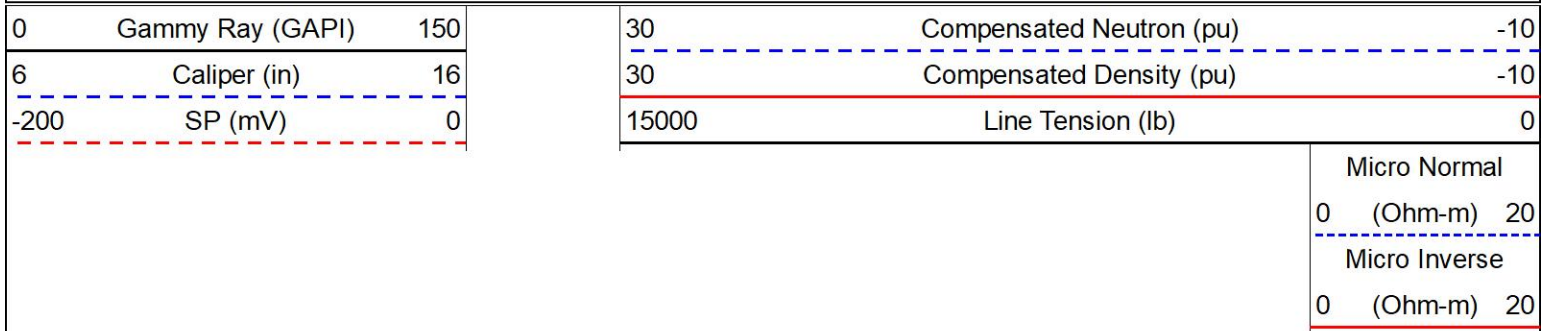 0 Gammy Ray (GAPI) 150 30 Compensated Neutron (pu) -10
6 Caliper (in) 16 30 Compensated Density (pu) -10
-200 SP (mV) 0 15000 Line Tension (lb) 0
Micro Normal
0 (Ohm-m) 20
Micro Inverse
0 (Ohm-m) 20